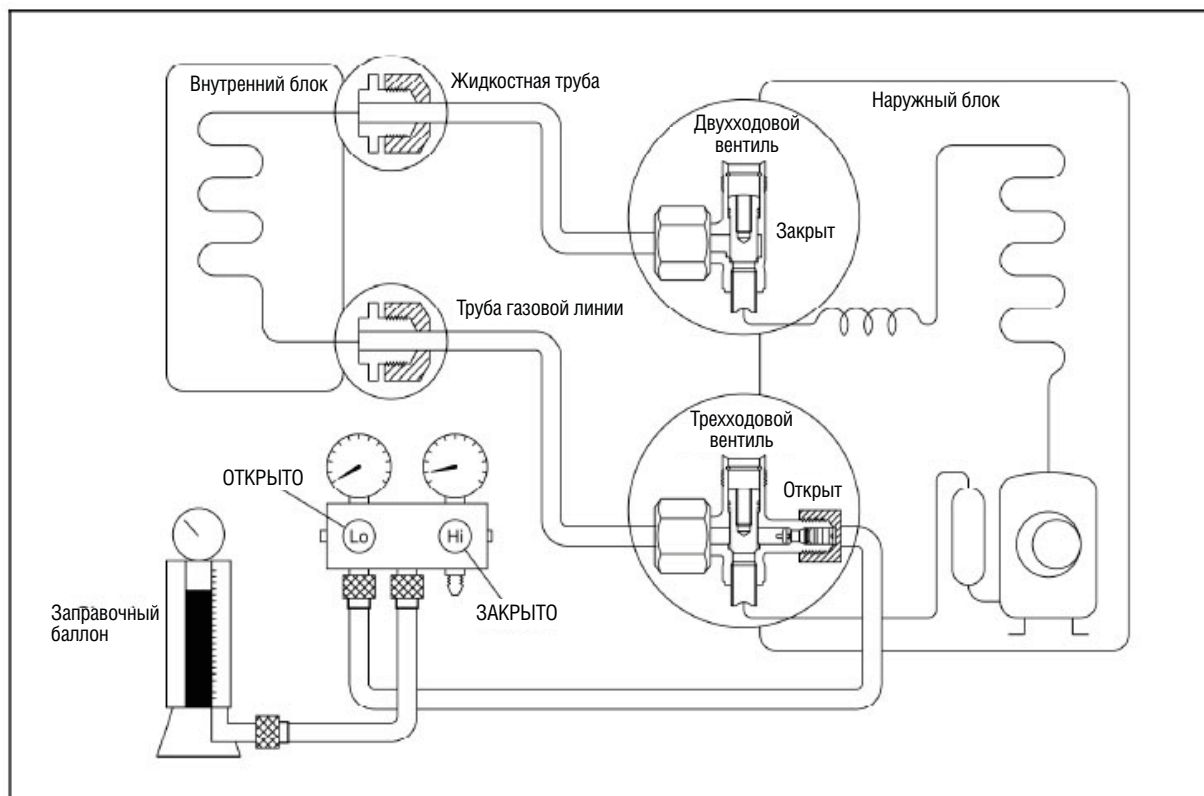 Внутренний блок
Жидкостная труба
Наружный блок
Двухходовой
вентиль
Закрыт
Труба газовой линии
Трехходовой
вентиль
Открыт
ОТКРЫТО
Lo
Hi
ЗАКРЫТО
Заправочный
баллон